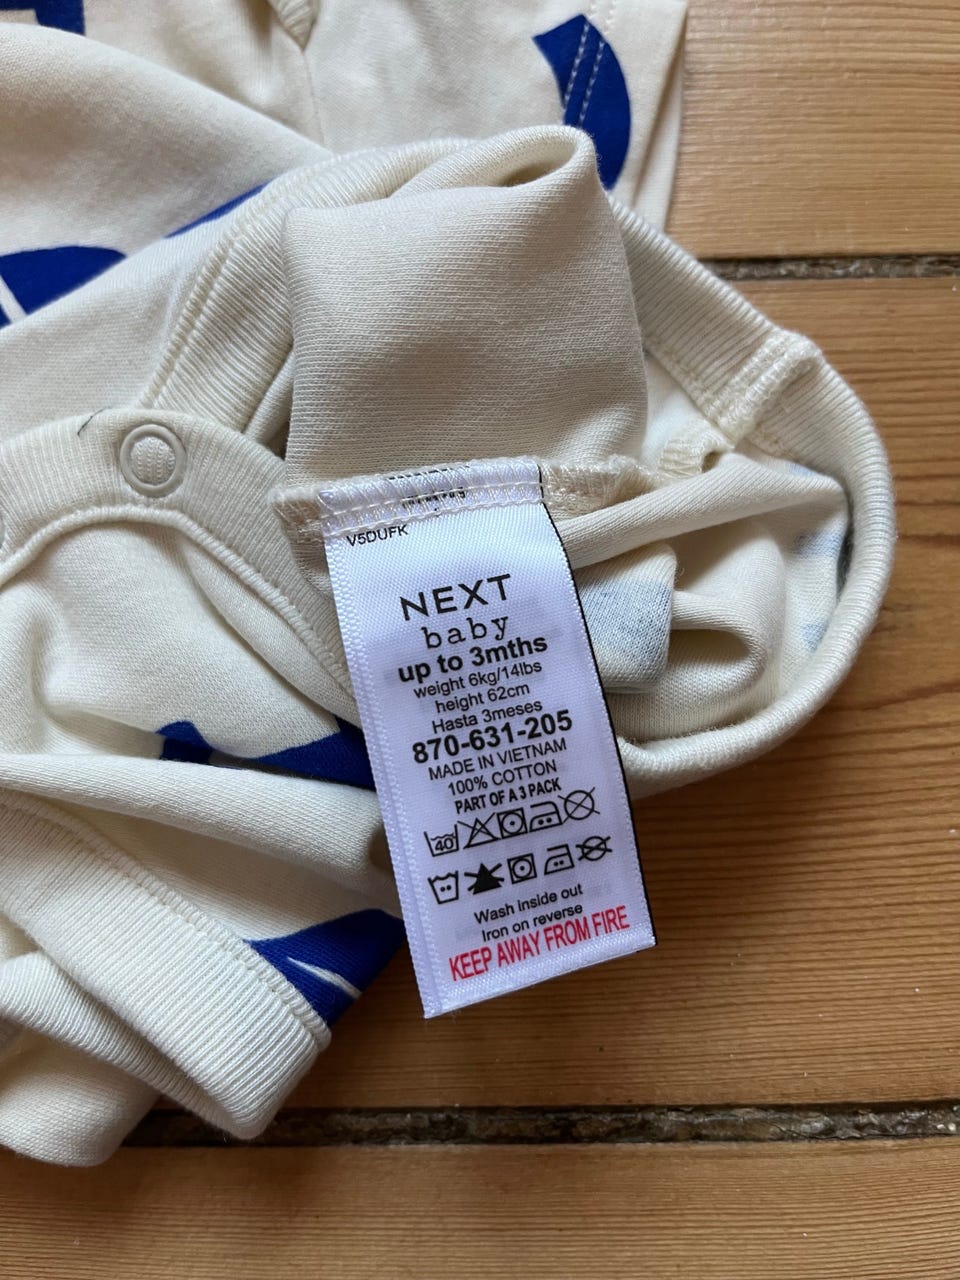 V5DUFK
NEXT
baby
up to 3mths
weight 6kg/14lbs
height 62cm
Hasta 3meses
870-631-205
MADE IN VIETNAM
100% COTTON
PART OF A 3 PACK
40
Wash inside out
Iron on reverse
KEEP AWAY FROM FIRE